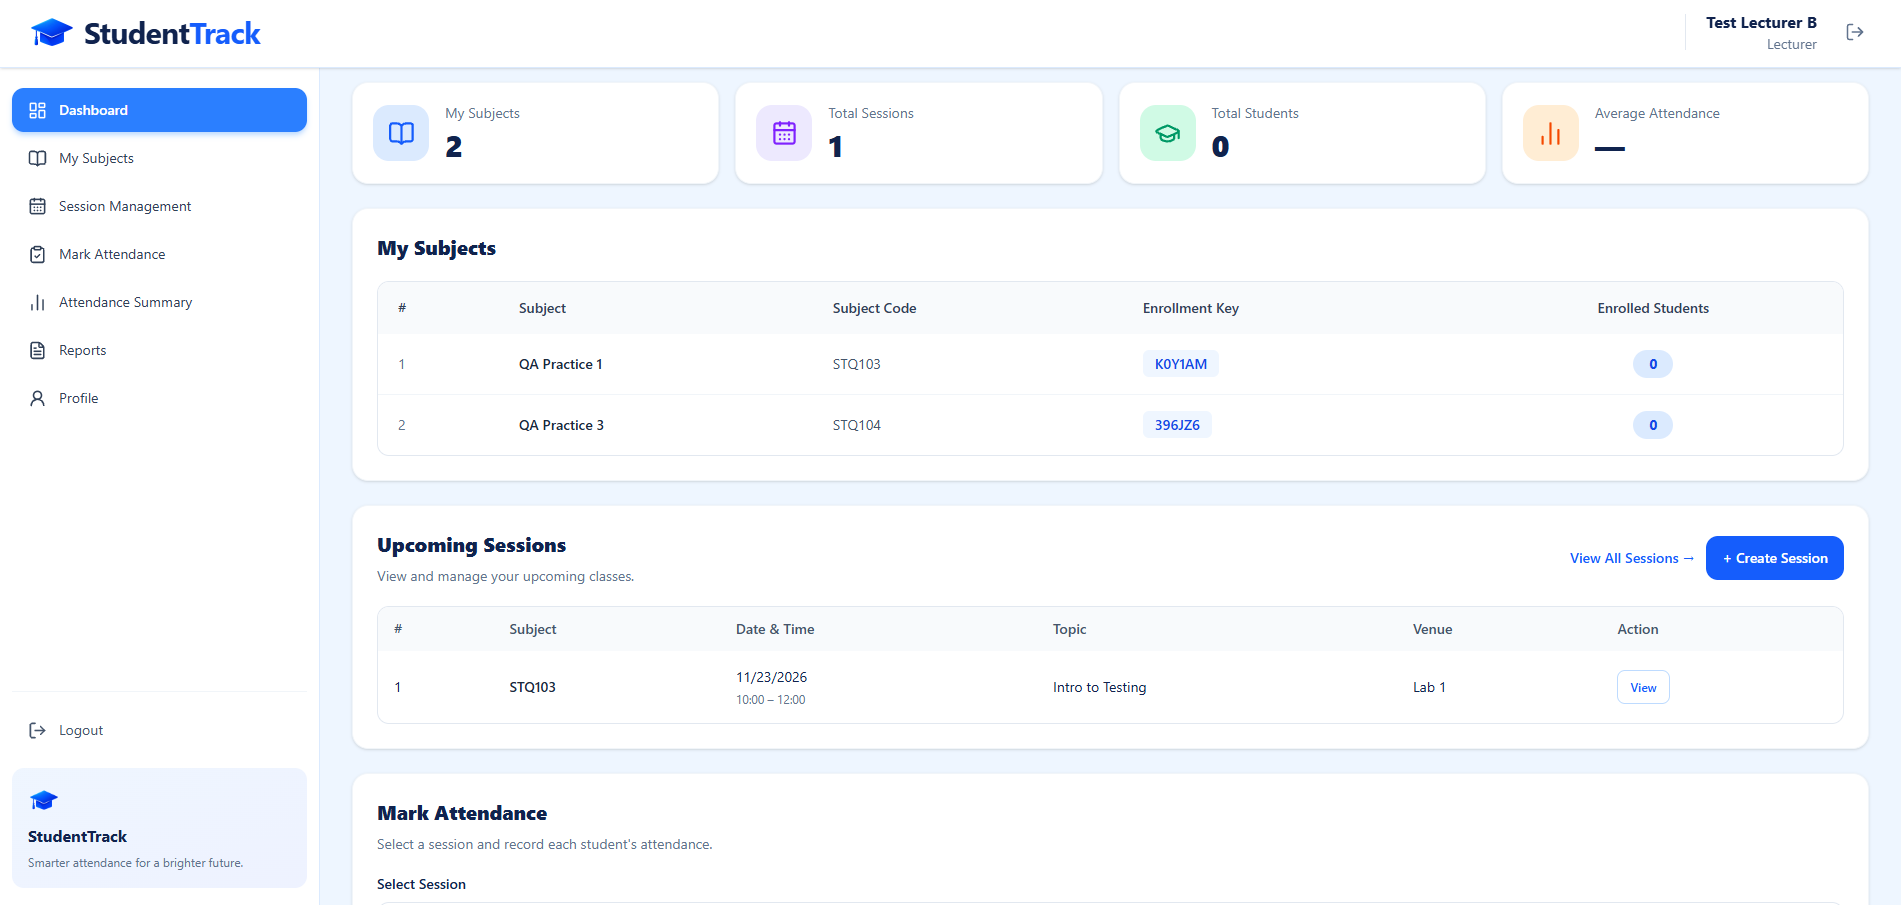 StudentTrack
Test Lecturer B
Lecturer
Dashboard
My Subjects
Session Management
Mark Attendance
Attendance Summary
Reports
Profile
Logout
StudentTrack
Smarter attendance for a brighter future.
My Subjects
2
Total Sessions
1
Total Students
0
Average Attendance
—
My Subjects
# Subject Subject Code Enrollment Key Enrolled Students
1 QA Practice 1 STQ103 K0Y1AM 0
2 QA Practice 3 STQ104 396JZ6 0
Upcoming Sessions
View and manage your upcoming classes.
View All Sessions →
+ Create Session
# Subject Date & Time Topic Venue Action
1 STQ103 11/23/2026 Intro to Testing Lab 1 View
10:00 – 12:00
Mark Attendance
Select a session and record each student's attendance.
Select Session